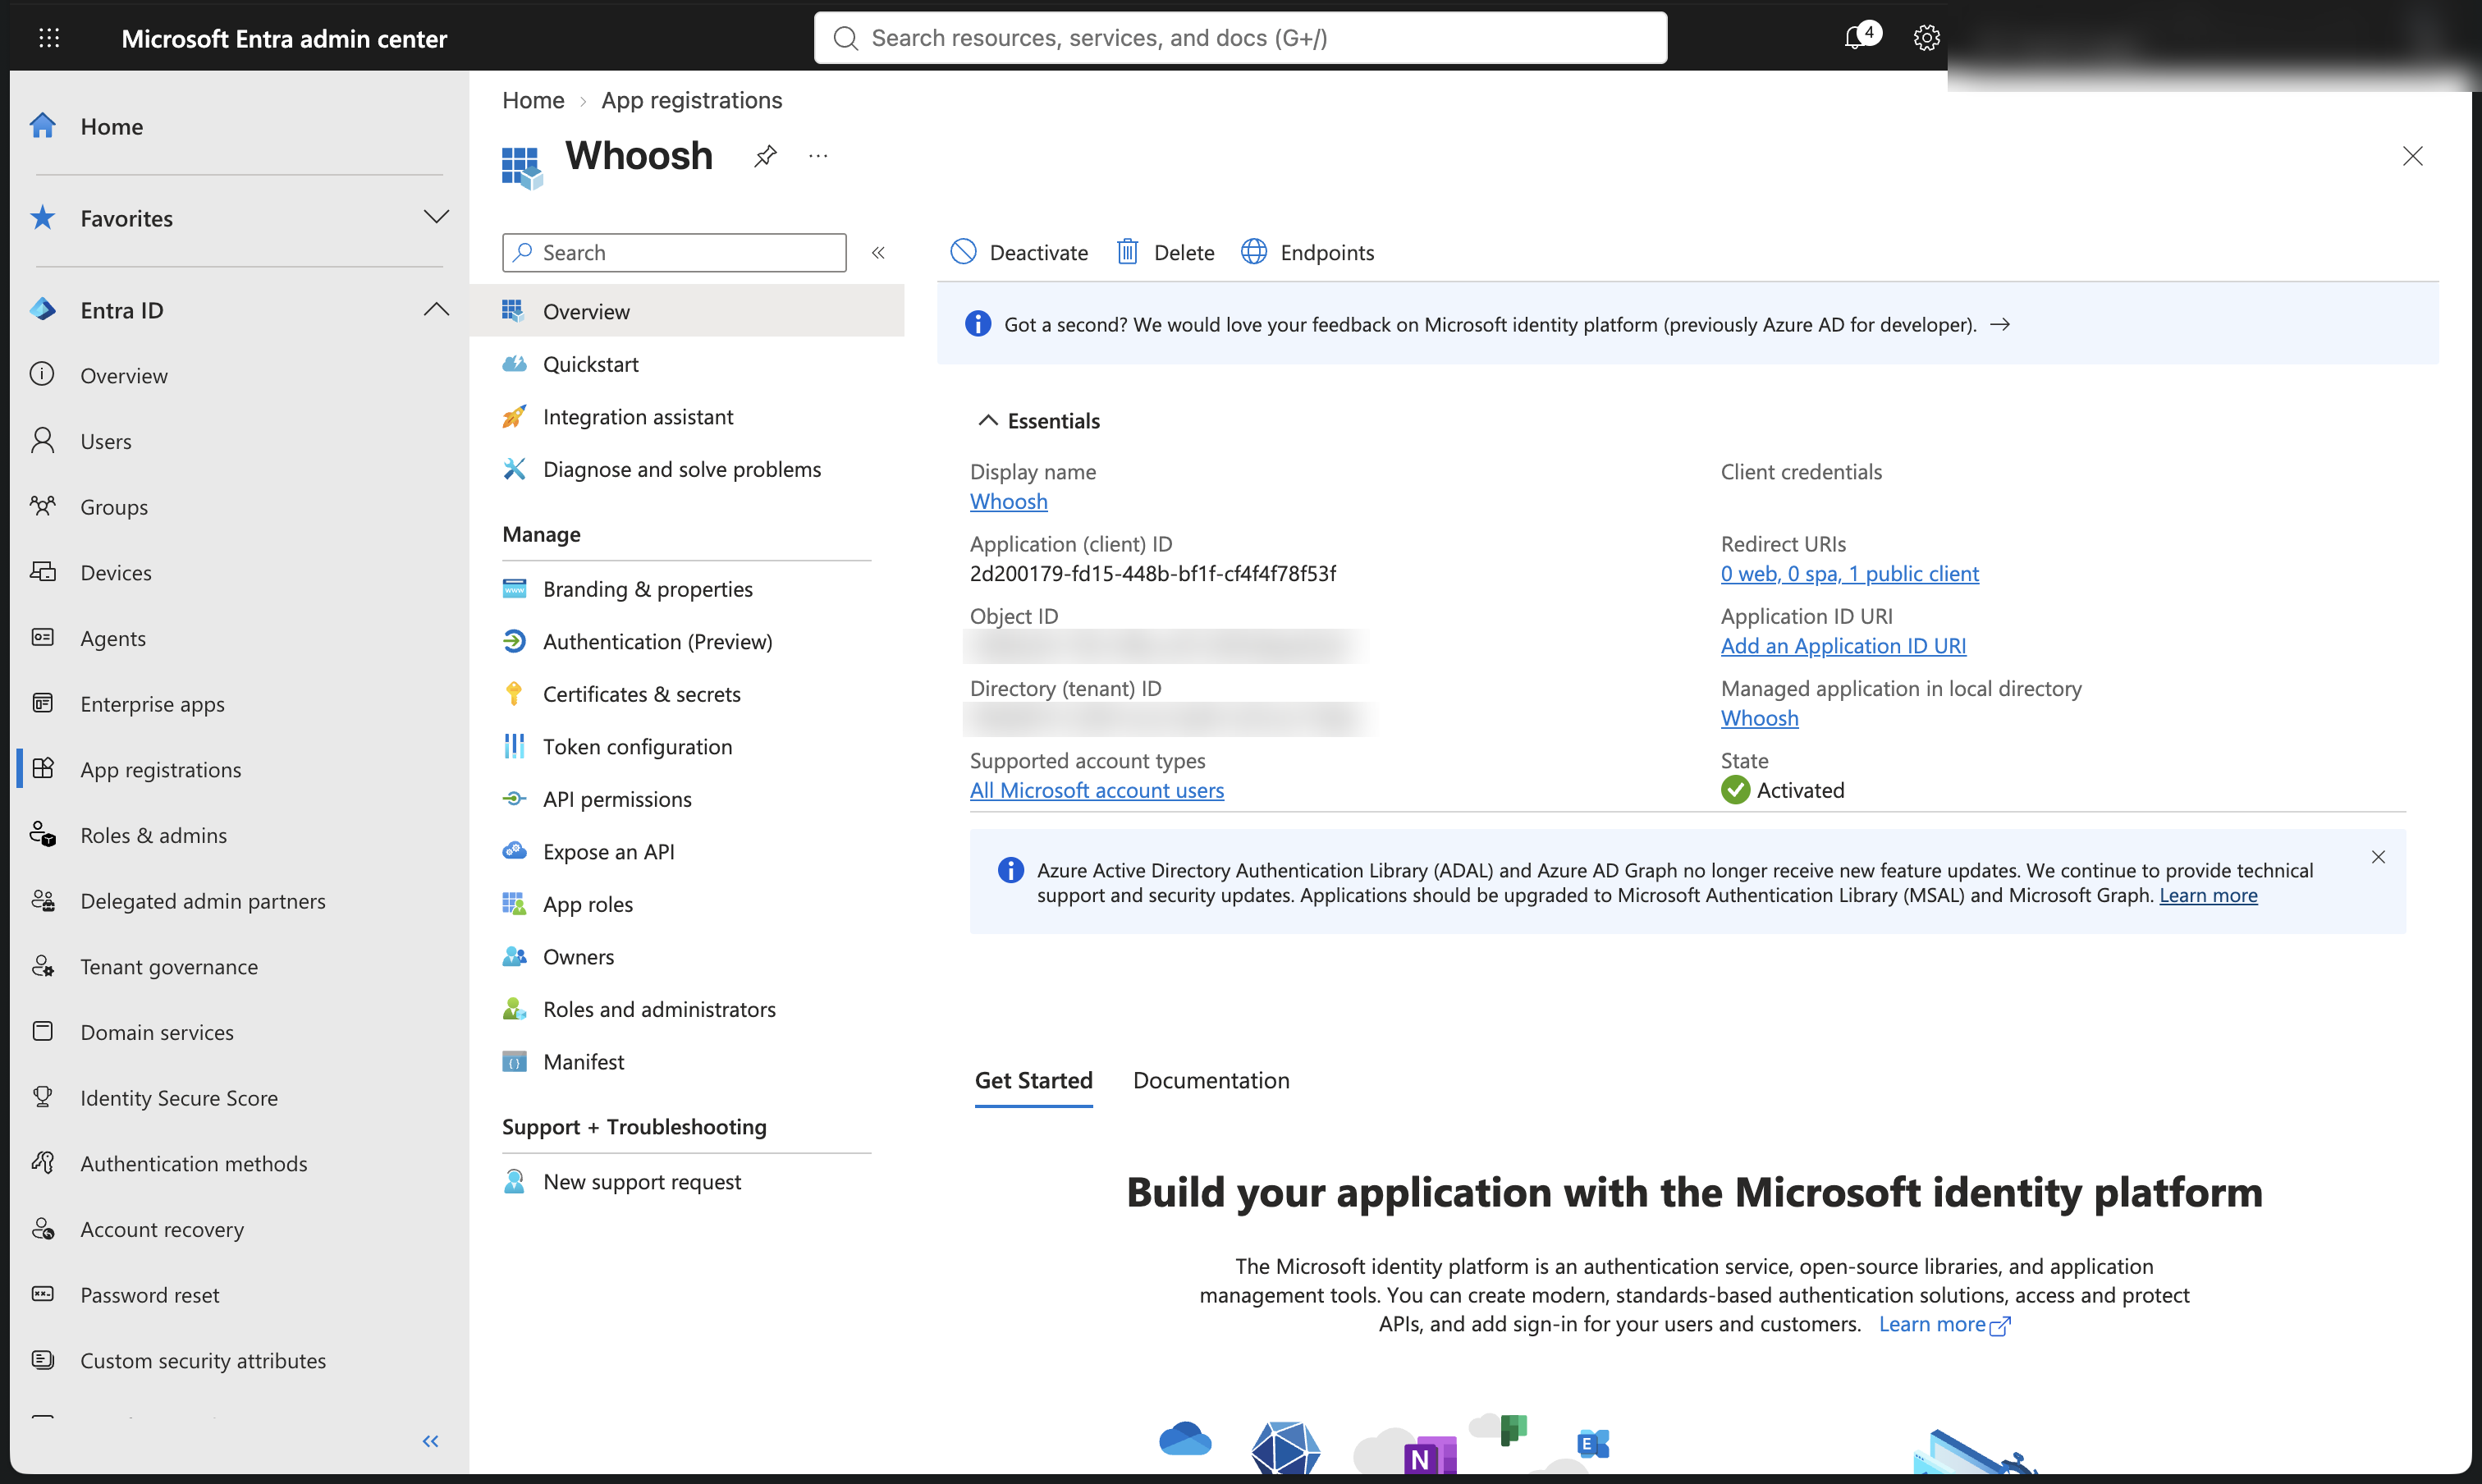 Microsoft Entra admin center
Search resources, services, and docs (G+/)
4
Home
Favorites
Entra ID
Overview
Users
Groups
Devices
Agents
Enterprise apps
App registrations
Roles & admins
Delegated admin partners
Tenant governance
Domain services
Identity Secure Score
Authentication methods
Account recovery
Password reset
Custom security attributes
Home > App registrations
Whoosh
Search
Overview
Quickstart
Integration assistant
Diagnose and solve problems
Manage
Branding & properties
Authentication (Preview)
Certificates & secrets
Token configuration
API permissions
Expose an API
App roles
Owners
Roles and administrators
Manifest
Support + Troubleshooting
New support request
Deactivate Delete Endpoints
Got a second? We would love your feedback on Microsoft identity platform (previously Azure AD for developer). →
Essentials
Display name
Whoosh
Application (client) ID
2d200179-fd15-448b-bf1f-cf4f4f78f53f
Object ID
Directory (tenant) ID
Supported account types
All Microsoft account users
Client credentials
Redirect URIs
0 web, 0 spa, 1 public client
Application ID URI
Add an Application ID URI
Managed application in local directory
Whoosh
State
Activated
Azure Active Directory Authentication Library (ADAL) and Azure AD Graph no longer receive new feature updates. We continue to provide technical
support and security updates. Applications should be upgraded to Microsoft Authentication Library (MSAL) and Microsoft Graph. Learn more
Get Started Documentation
Build your application with the Microsoft identity platform
The Microsoft identity platform is an authentication service, open-source libraries, and application
management tools. You can create modern, standards-based authentication solutions, access and protect
APIs, and add sign-in for your users and customers. Learn more
N
E